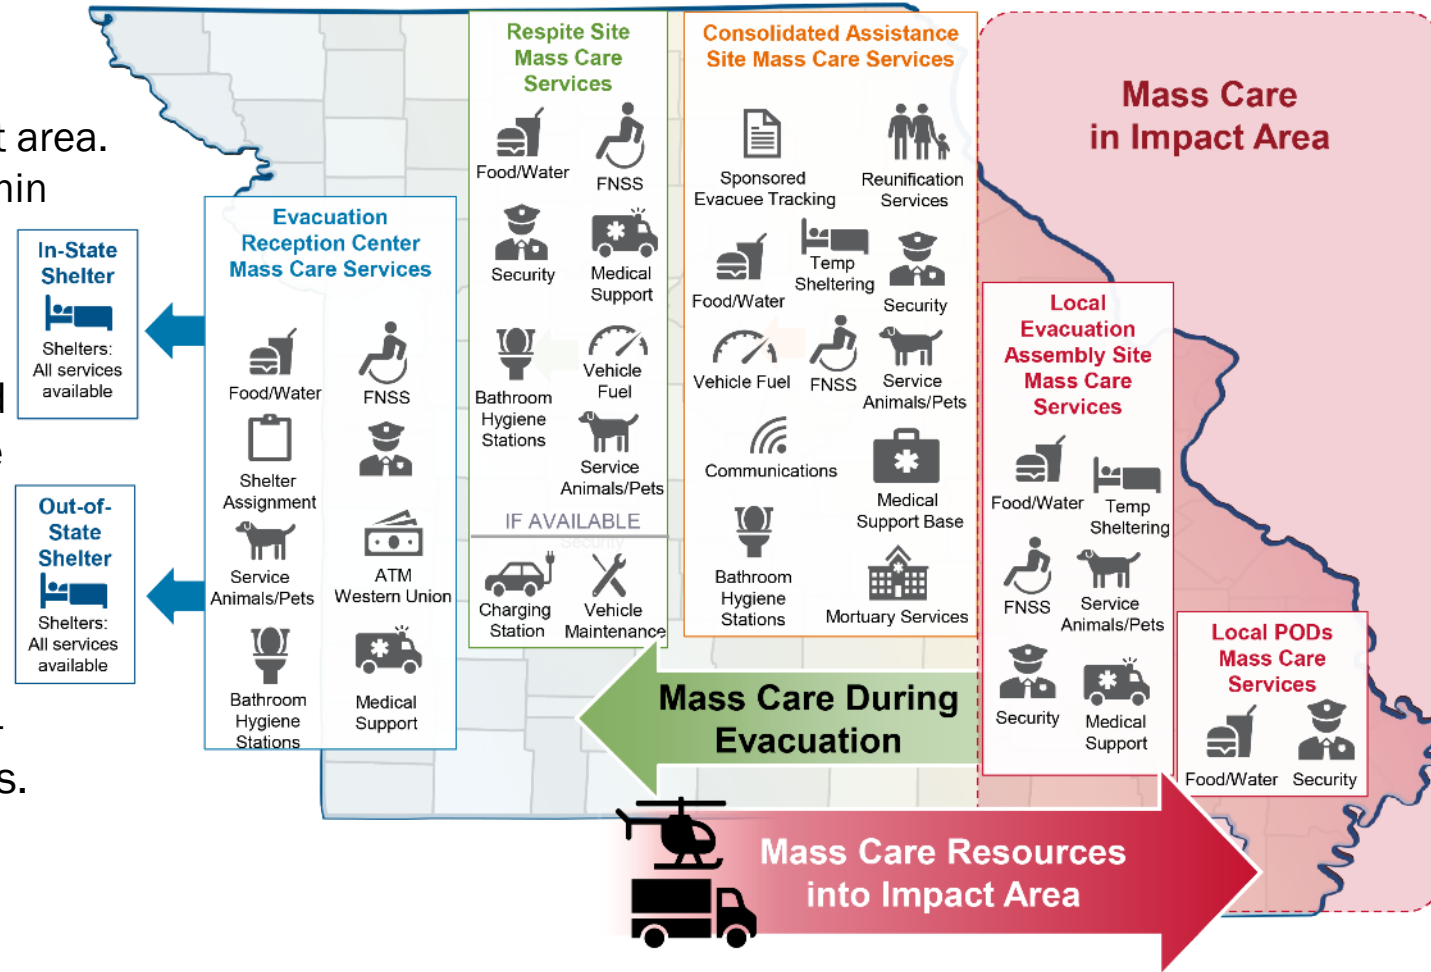 t area.
nin
d
e
.
s.
In-State
Shelter
Shelters:
All services
available
Out-of-
State
Shelter
Shelters:
All services
available
Evacuation
Reception Center
Mass Care Services
Food/Water
FNSS
Shelter
Assignment
Service
Animals/Pets
ATM
Western Union
Bathroom
Hygiene
Stations
Medical
Support
Respite Site
Mass Care
Services
Food/Water
FNSS
Security
Medical
Support
Bathroom
Hygiene
Stations
Vehicle
Fuel
Service
Animals/Pets
IF AVAILABLE
Security
Charging
Station
Vehicle
Maintenance
Consolidated Assistance
Site Mass Care Services
Sponsored
Evacuee Tracking
Reunification
Services
Food/Water
Temp
Sheltering
Security
Vehicle Fuel
FNSS
Service
Animals/Pets
Communications
Medical
Support Base
Bathroom
Hygiene
Stations
Mortuary Services
Mass Care
in Impact Area
Local
Evacuation
Assembly Site
Mass Care
Services
Food/Water
Temp
Sheltering
FNSS
Service
Animals/Pets
Security
Medical
Support
Local PODs
Mass Care
Services
Food/Water
Security
Mass Care During
Evacuation
Mass Care Resources
into Impact Area